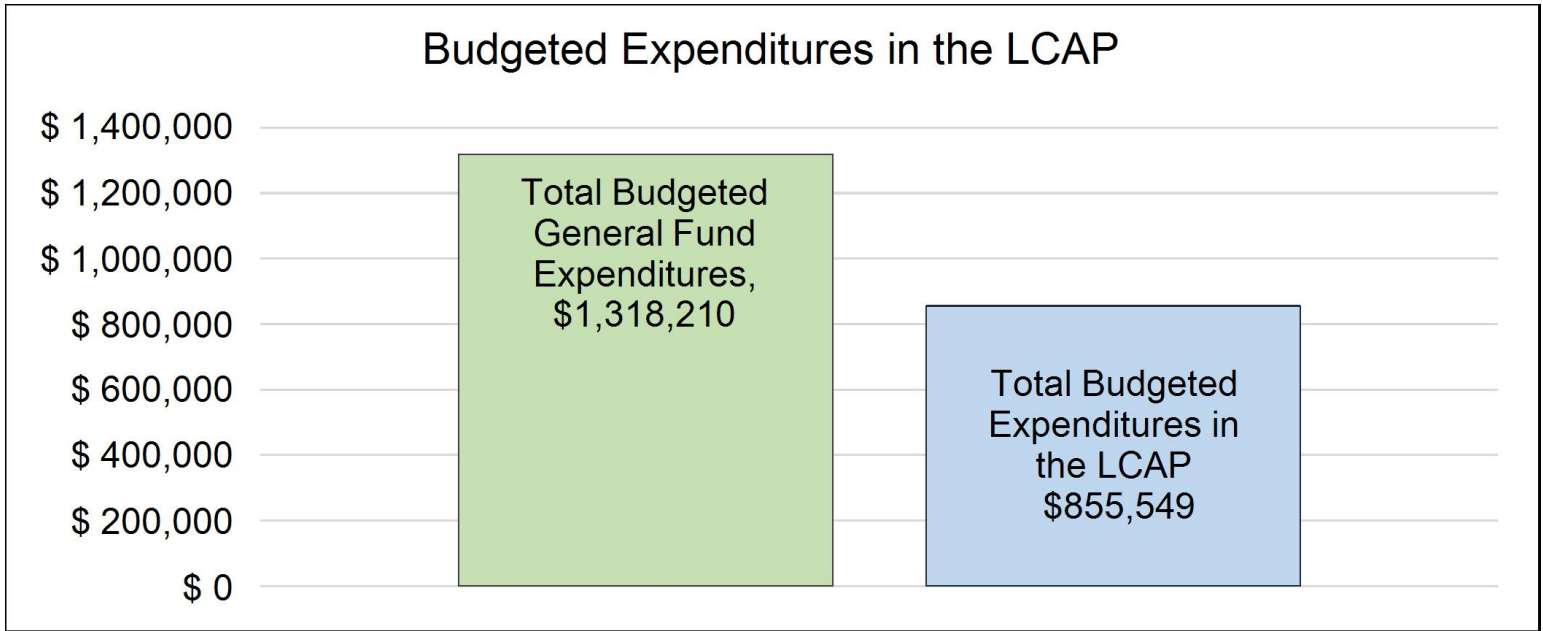 Budgeted Expenditures in the LCAP
$ 1,400,000
$ 1,200,000
$ 1,000,000
$ 800,000
$ 600,000
$ 400,000
$ 200,000
$ 0
Total Budgeted
General Fund
Expenditures,
$1,318,210
Total Budgeted
Expenditures in
the LCAP
$855,549